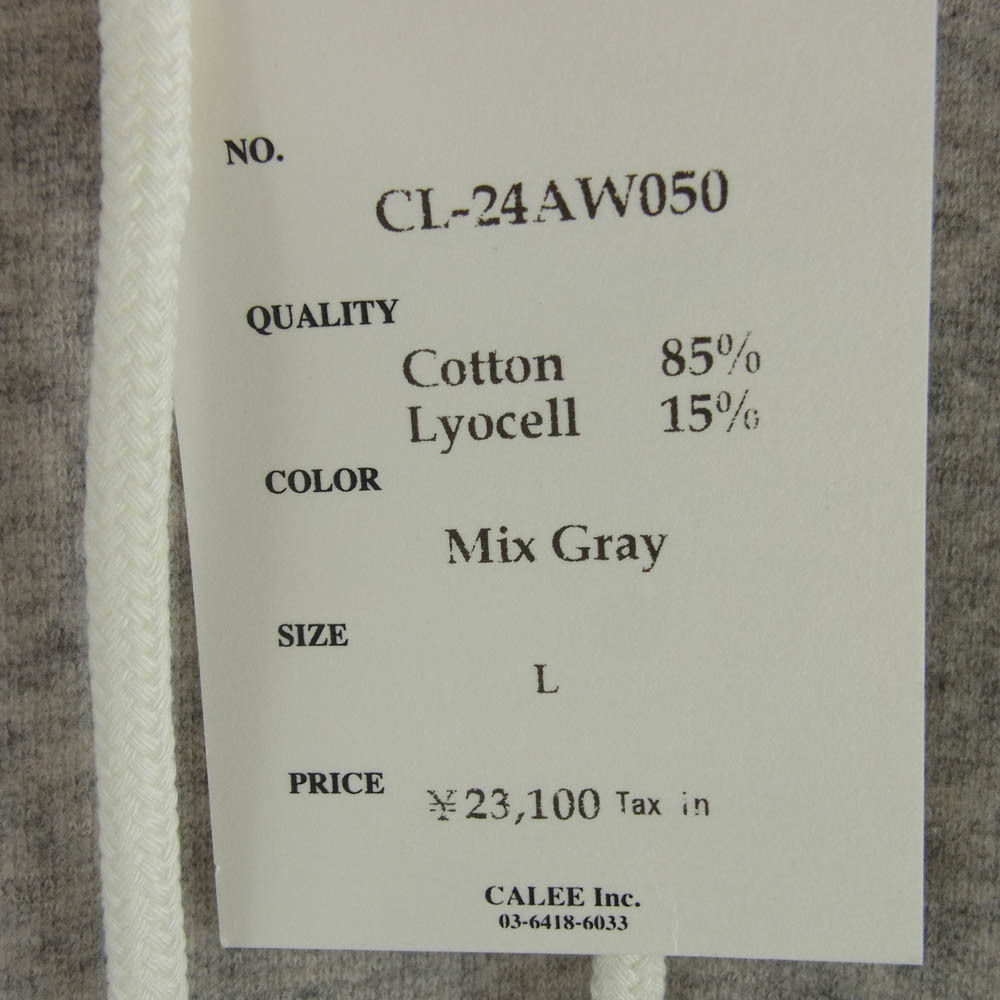 NO.
CL-24AW050
QUALITY
Cotton 85%
Lyocell 15%
COLOR
Mix Gray
SIZE
L
PRICE ¥23,100 Tax in
CALEE Inc.
03-6418-6033